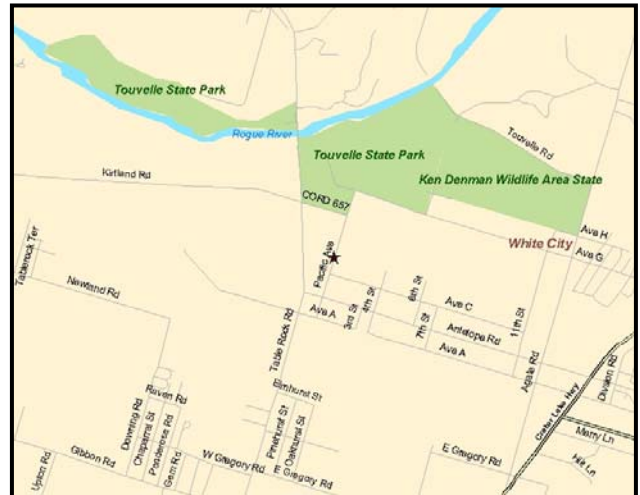 Touvelle State Park
Rogue River
Touvelle State Park
Touvelle Rd
Ken Denman Wildlife Area State
Kirtland Rd
CORD 657
Ave H
White City
Ave G
Tablerock Ter
Pacific Ave
Newland Rd
Ave A
3rd St
4th St
6th St
7th St
Ave C
11th St
Antelope Rd
Ave A
Table Rock Rd
Agate Rd
Crater Lake Hwy
Division Rd
Elmhurst St
Raven Rd
Downing Rd
Chaparral St
Ponderosa Rd
Gem Rd
Pinehurst St
Oakhurst St
Merry Ln
Gibbon Rd
W Gregory Rd
E Gregory Rd
E Gregory Rd
Upton Rd